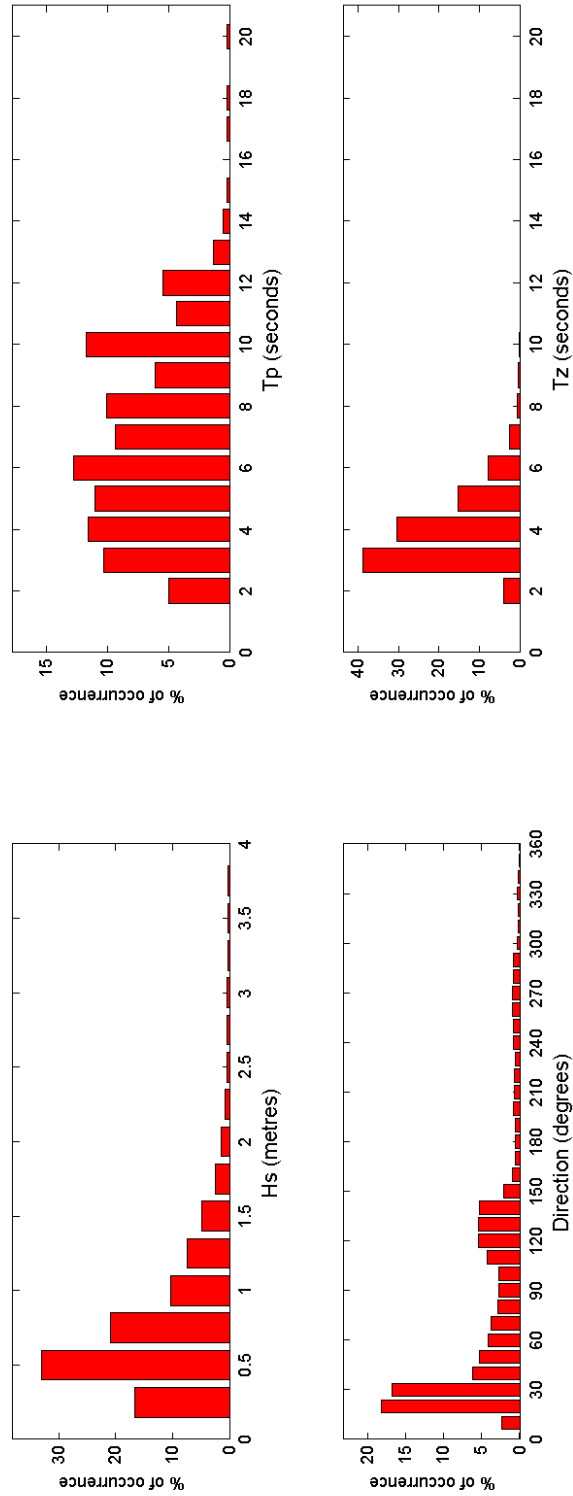 % of occurrence
30
20
10
0
0 0.5 1 1.5 2 2.5 3 3.5 4
Hs (metres)
% of occurrence
15
10
5
0
0 2 4 6 8 10 12 14 16 18 20
Tp (seconds)
% of occurrence
20
15
10
5
0
0 30 60 90 120 150 180 210 240 270 300 330 360
Direction (degrees)
% of occurrence
40
30
20
10
0
0 2 4 6 8 10 12 14 16 18 20
Tz (seconds)